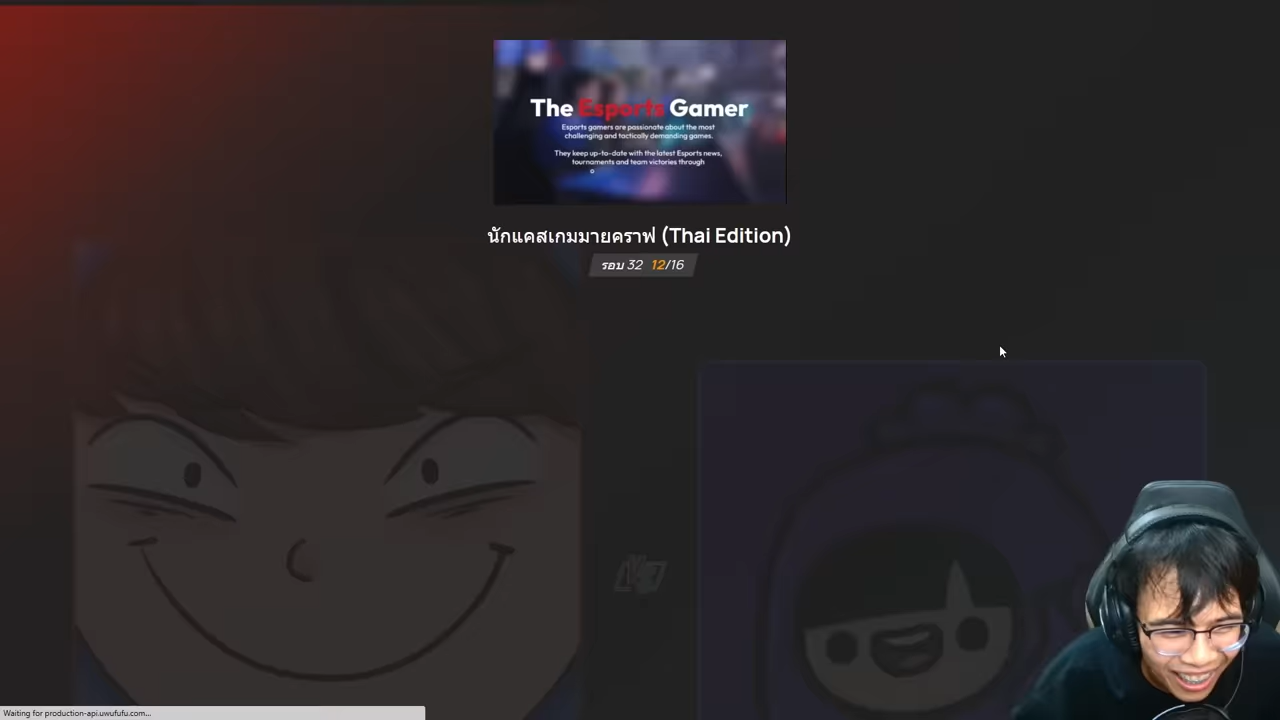 The Esports Gamer
Esports gamers are passionate about the most
challenging and tactically demanding games.
They keep up-to-date with the latest Esports news,
tournaments and team victories through
นักแคสเกมมายคราฟ (Thai Edition)
รอบ 32 12/16
Waiting for production-api.uwufufu.com...